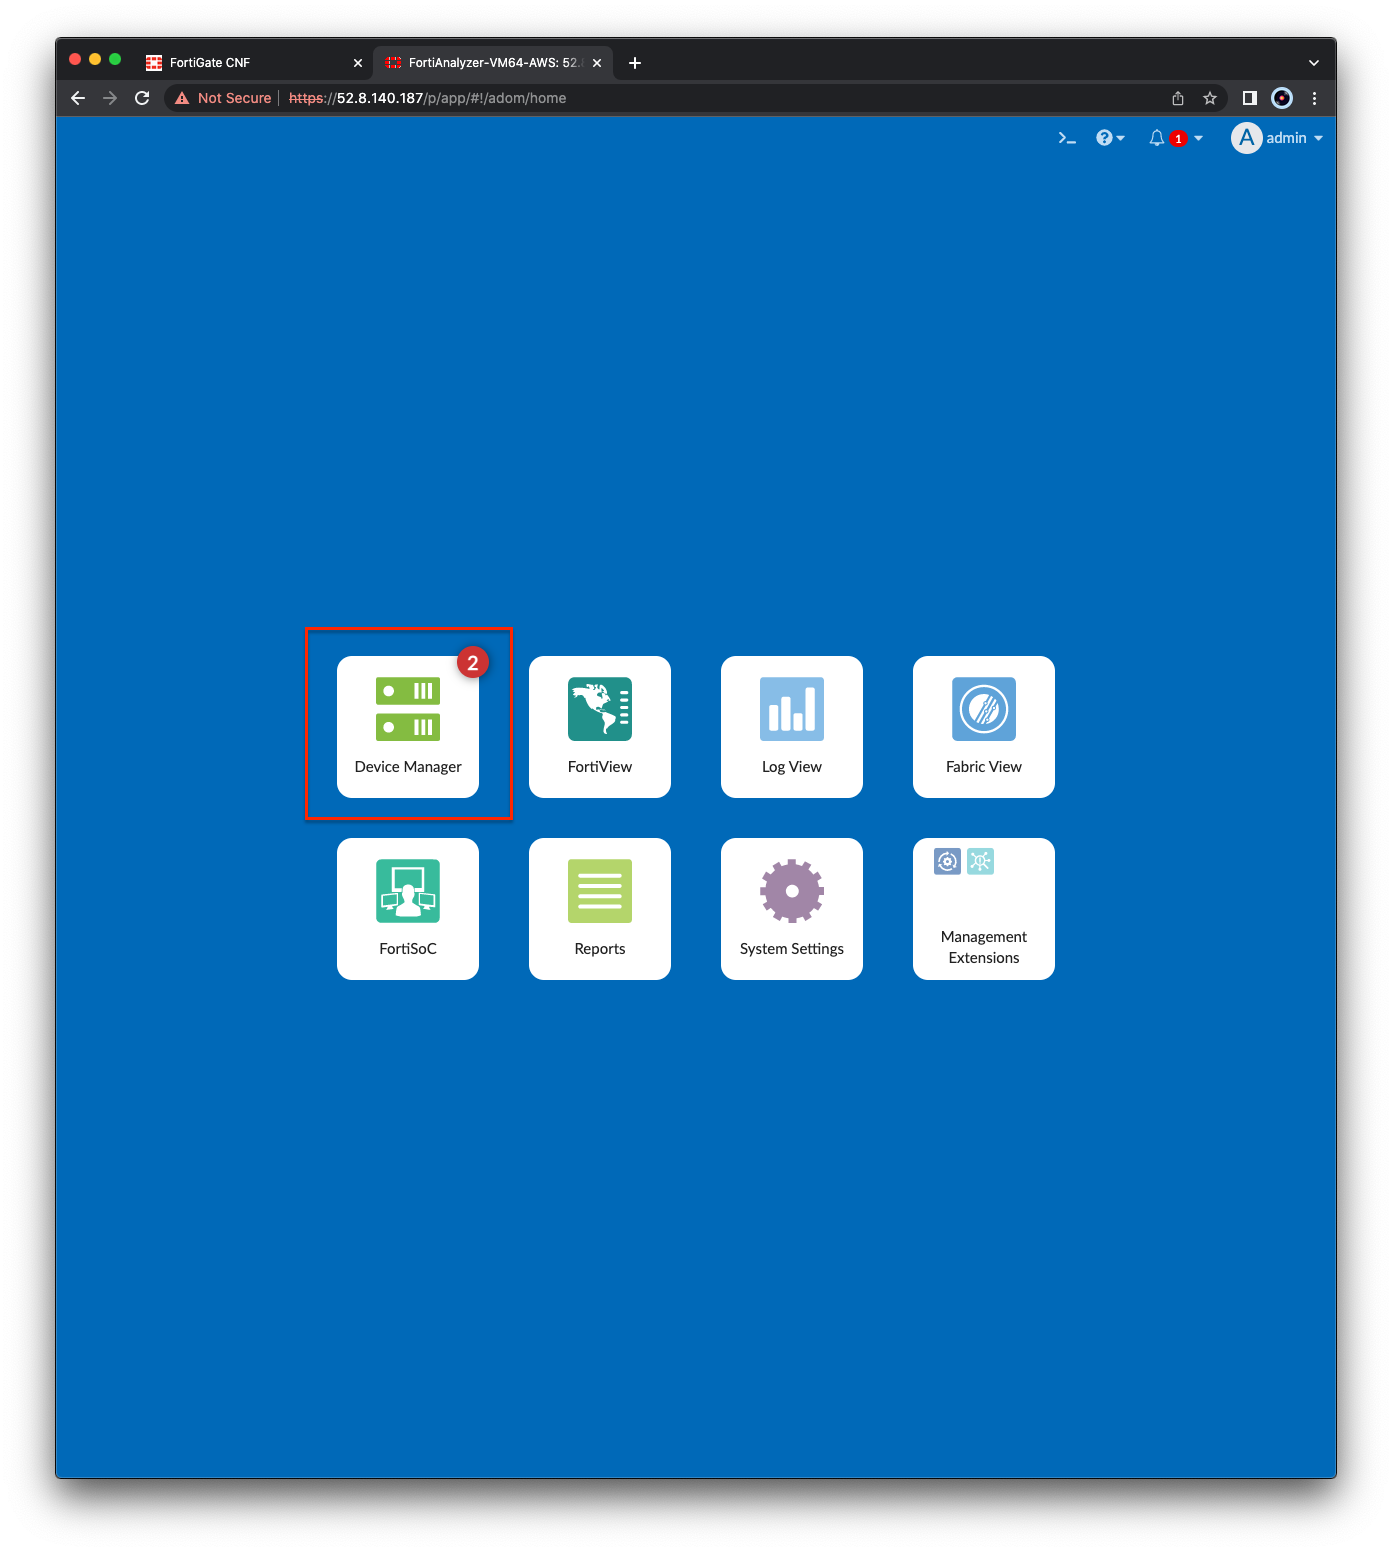 FortiGate CNF
FortiAnalyzer-VM64-AWS: 52.
Not Secure
https://52.8.140.187/p/app/#!/adom/home
1
A admin
2
Device Manager
FortiView
Log View
Fabric View
FortiSoC
Reports
System Settings
Management
Extensions